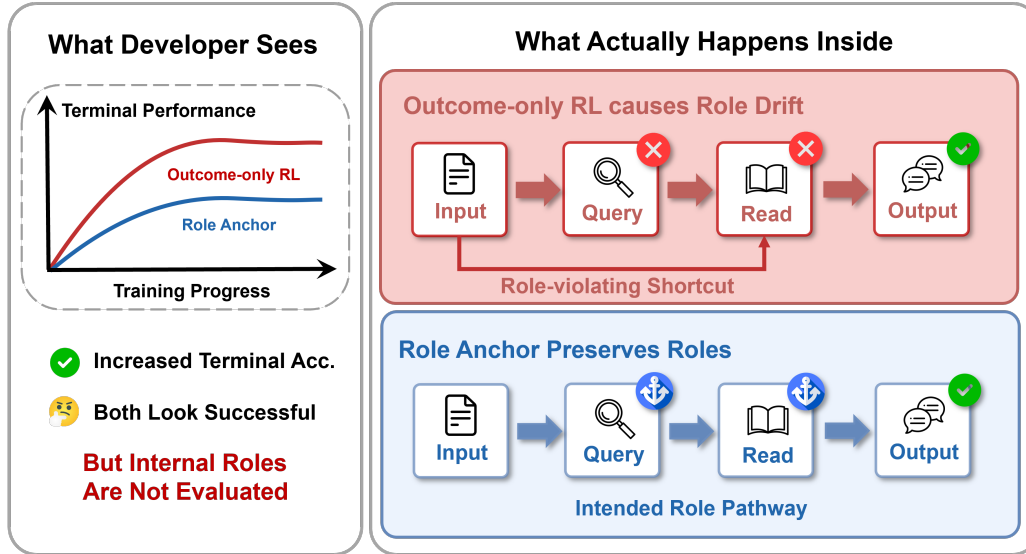 What Developer Sees
Terminal Performance
Outcome-only RL
Role Anchor
Training Progress
Increased Terminal Acc.
Both Look Successful
But Internal Roles
Are Not Evaluated
What Actually Happens Inside
Outcome-only RL causes Role Drift
Input
Query
Read
Output
Role-violating Shortcut
Role Anchor Preserves Roles
Input
Query
Read
Output
Intended Role Pathway